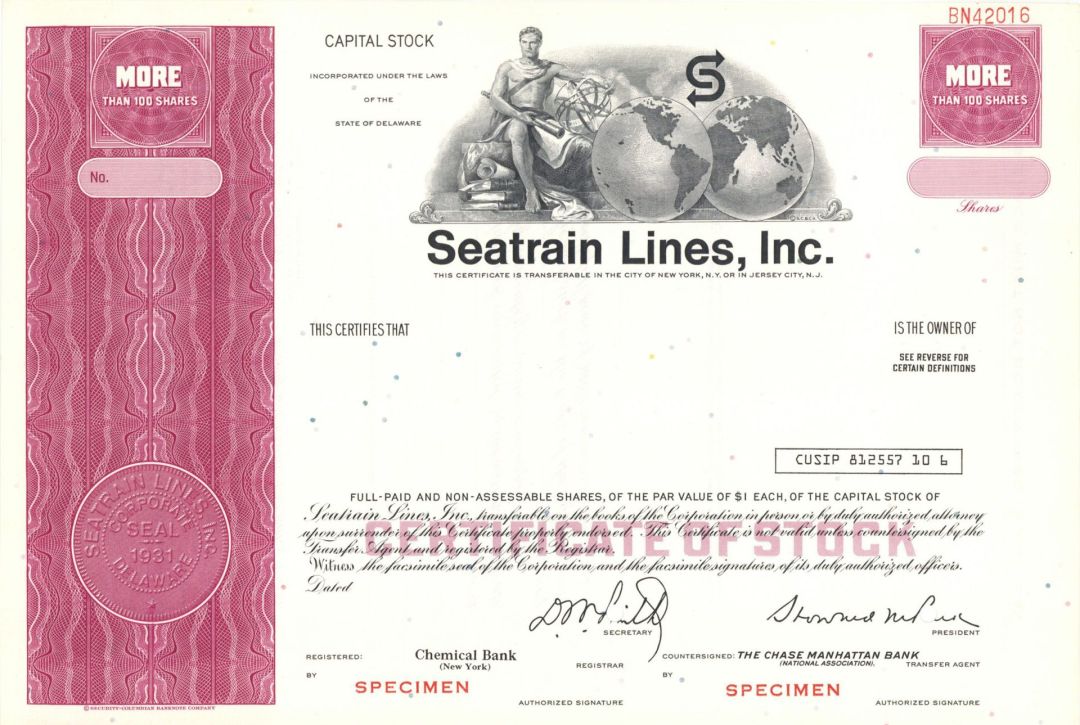 BN42016
MORE
THAN 100 SHARES
No.
CAPITAL STOCK
INCORPORATED UNDER THE LAWS
OF THE
STATE OF DELAWARE
S
MORE
THAN 100 SHARES
Shares
Seatrain Lines, Inc.
THIS CERTIFICATE IS TRANSFERABLE IN THE CITY OF NEW YORK, N.Y. OR IN JERSEY CITY, N.J.
THIS CERTIFIES THAT
IS THE OWNER OF
SEE REVERSE FOR
CERTAIN DEFINITIONS
CUSIP 812557 10 6
FULL-PAID AND NON-ASSESSABLE SHARES, OF THE PAR VALUE OF $1 EACH, OF THE CAPITAL STOCK OF
Seatrain Lines, Inc., transferable on the books of the Corporation in person or by duly authorized attorney
upon surrender of this Certificate properly endorsed. This Certificate is not valid unless countersigned by the
Transfer Agent and registered by the Registrar.
CERTIFICATE OF STOCK
Witness the facsimile seal of the Corporation and the facsimile signatures of its duly authorized officers.
Dated
SEATRAIN LINES, INC.
CORPORATE
SEAL
1931
DELAWARE
SECRETARY
PRESIDENT
REGISTERED:
Chemical Bank
(New York)
REGISTRAR
BY
SPECIMEN
AUTHORIZED SIGNATURE
COUNTERSIGNED: THE CHASE MANHATTAN BANK
(NATIONAL ASSOCIATION),
TRANSFER AGENT
BY
SPECIMEN
AUTHORIZED SIGNATURE
© SECURITY-COLUMBIAN BANKNOTE COMPANY